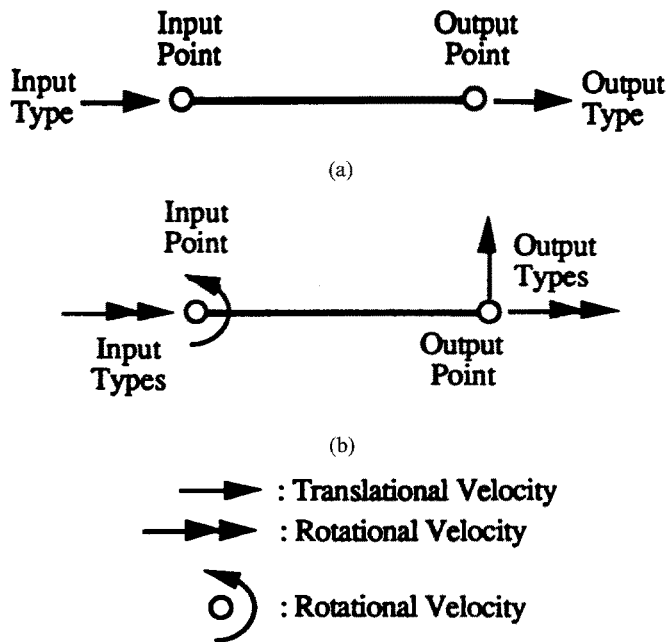 Input
Point
Output
Point
Input
Type
Output
Type
(a)
Input
Point
Output
Types
Input
Types
Output
Point
(b)
: Translational Velocity
: Rotational Velocity
: Rotational Velocity